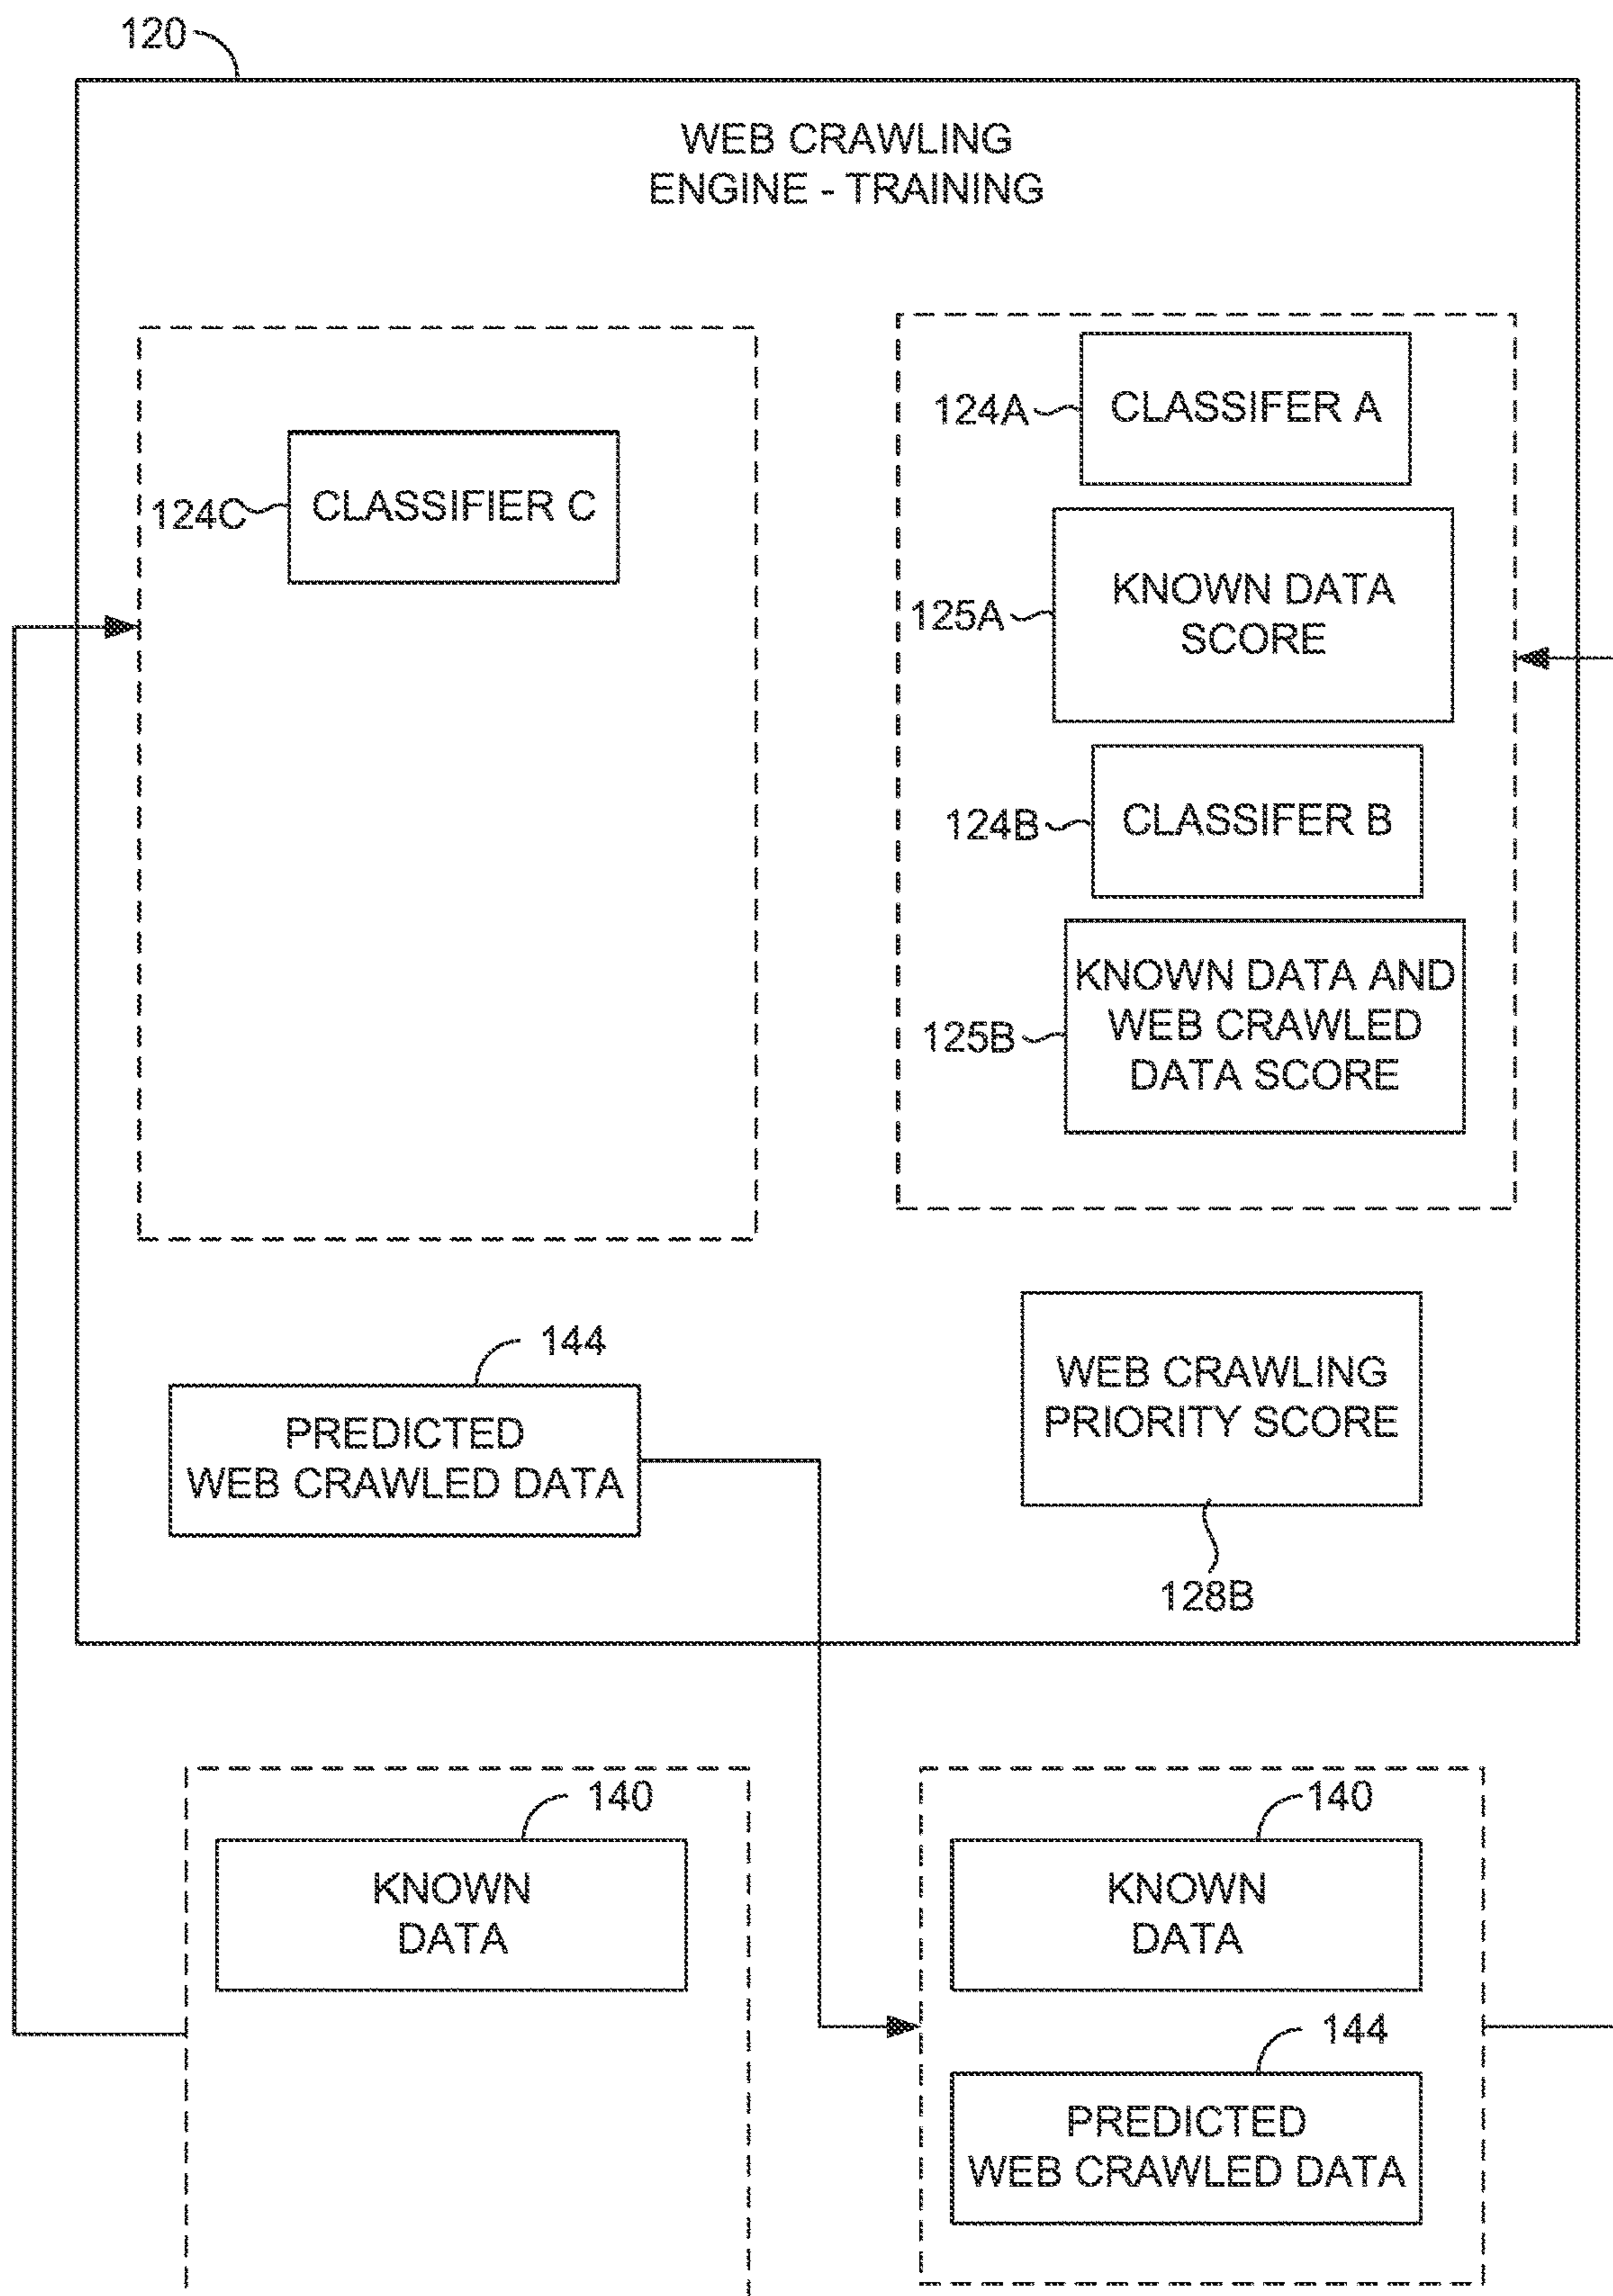 120
WEB CRAWLING
ENGINE - TRAINING
124C
CLASSIFIER C
124A
CLASSIFER A
125A
KNOWN DATA
SCORE
124B
CLASSIFER B
125B
KNOWN DATA AND
WEB CRAWLED
DATA SCORE
144
PREDICTED
WEB CRAWLED DATA
WEB CRAWLING
PRIORITY SCORE
128B
140
KNOWN
DATA
140
KNOWN
DATA
144
PREDICTED
WEB CRAWLED DATA